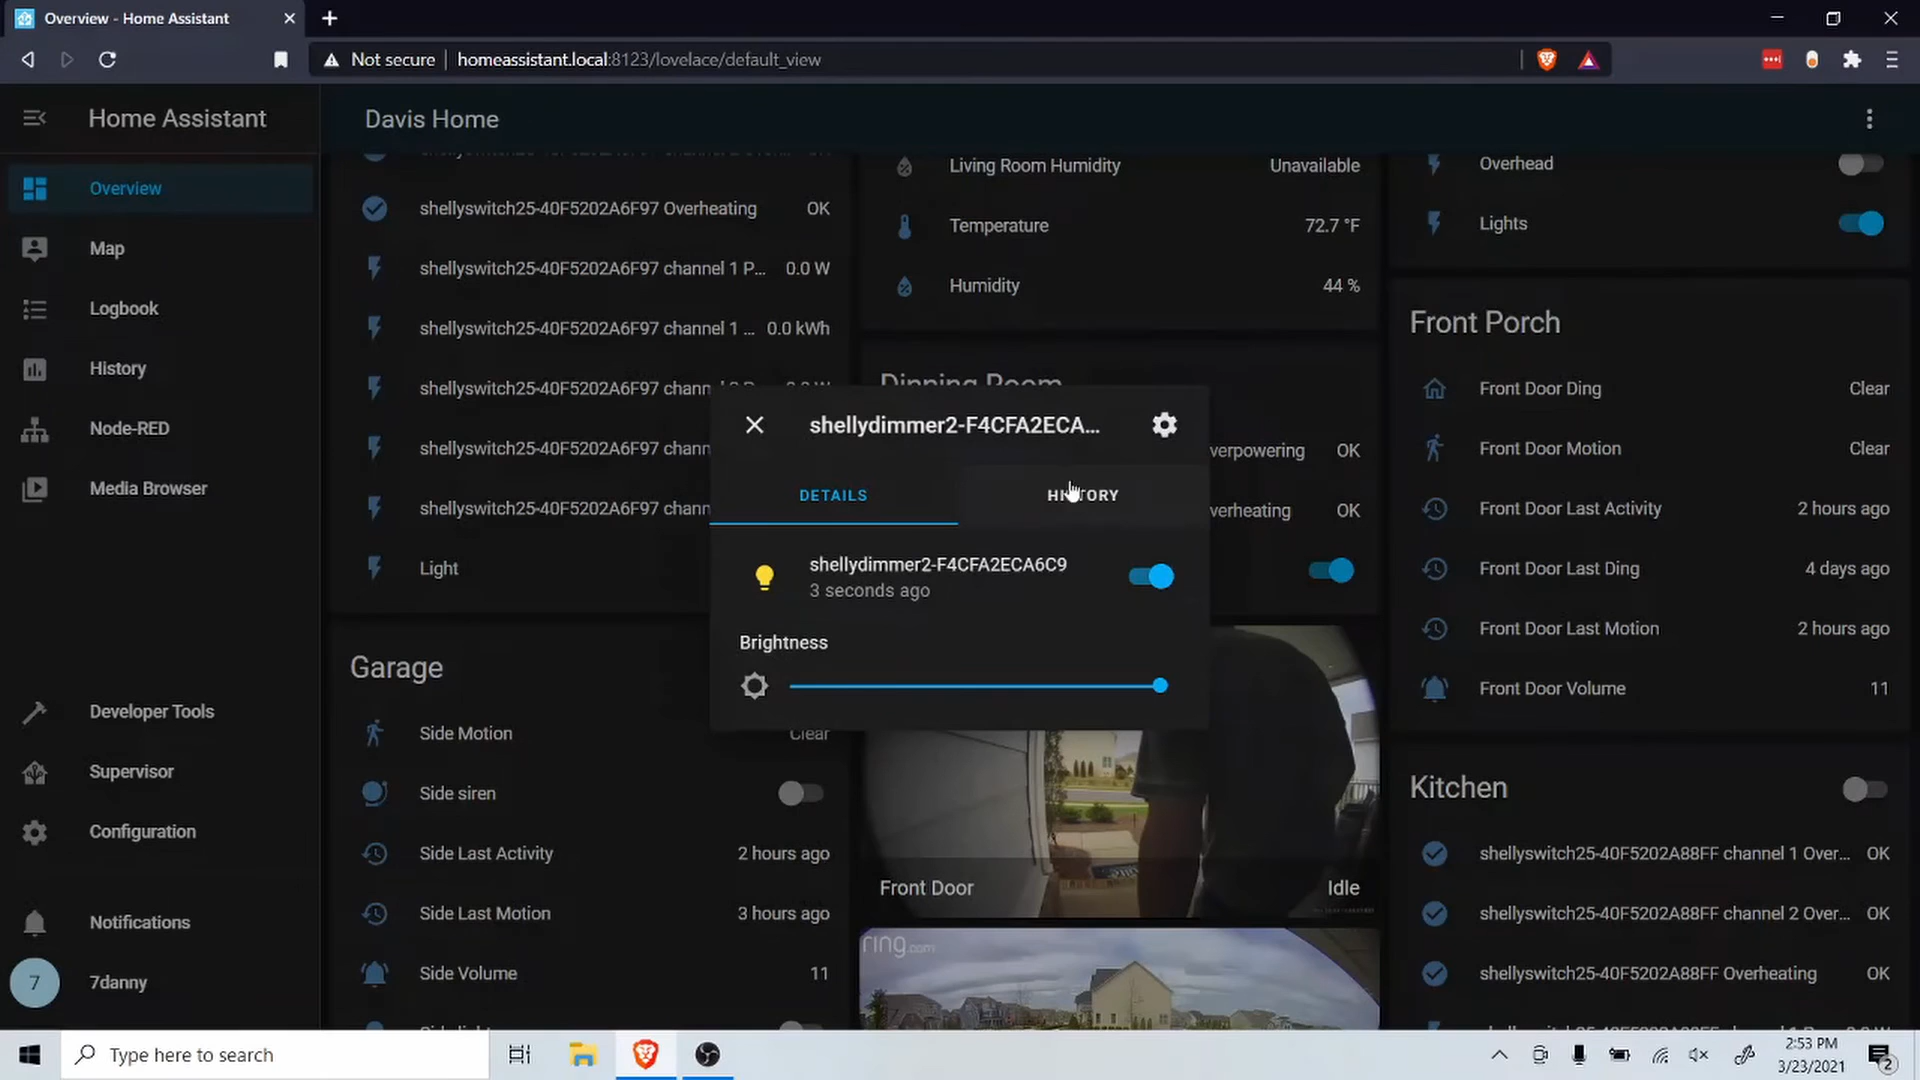 Overview - Home Assistant
Not secure
homeassistant.local:8123/lovelace/default_view
Home Assistant
Davis Home
Overview
Map
Logbook
History
Node-RED
Media Browser
Developer Tools
Supervisor
Configuration
Notifications
7
7danny
shellyswitch25-40F5202A6F97 Overheating OK
shellyswitch25-40F5202A6F97 channel 1 P... 0.0 W
shellyswitch25-40F5202A6F97 channel 1 ... 0.0 kWh
shellyswitch25-40F5202A6F97 chann
shellyswitch25-40F5202A6F97 chann
shellyswitch25-40F5202A6F97 chann
Light
Garage
Side Motion Clear
Side siren
Side Last Activity 2 hours ago
Side Last Motion 3 hours ago
Side Volume 11
Living Room Humidity Unavailable
Temperature 72.7 °F
Humidity 44 %
Dinning Room
verpowering OK
verheating OK
shellydimmer2-F4CFA2ECA...
DETAILS
HISTORY
shellydimmer2-F4CFA2ECA6C9
3 seconds ago
Brightness
Front Door Idle
ring.com
Overhead
Lights
Front Porch
Front Door Ding Clear
Front Door Motion Clear
Front Door Last Activity 2 hours ago
Front Door Last Ding 4 days ago
Front Door Last Motion 2 hours ago
Front Door Volume 11
Kitchen
shellyswitch25-40F5202A88FF channel 1 Over... OK
shellyswitch25-40F5202A88FF channel 2 Over... OK
shellyswitch25-40F5202A88FF Overheating OK
Type here to search
2:53 PM
3/23/2021
2